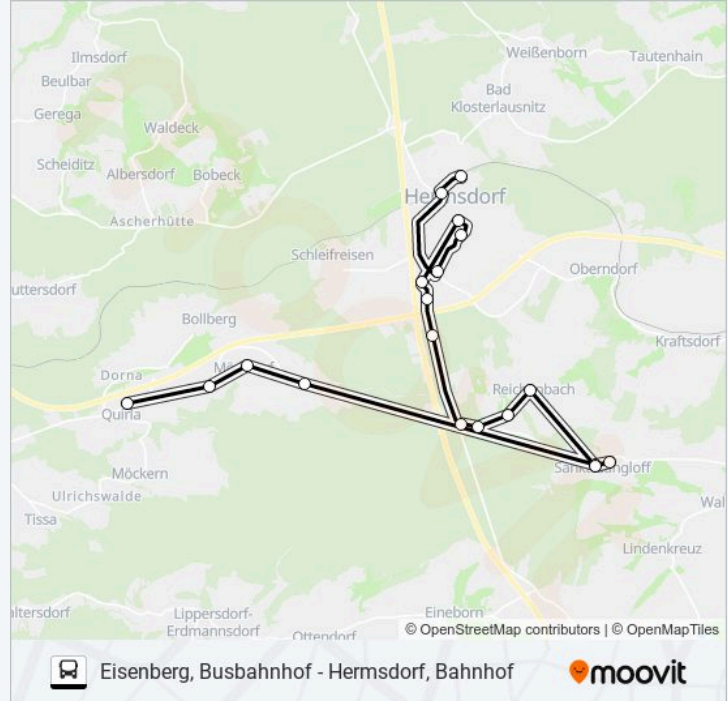 Ilmsdorf
Weißenborn
Tautenhain
Beulbar
Bad
Klosterlausnitz
Gerega
Waldeck
Scheiditz
Albersdorf
Bobeck
Hermsdorf
Ascherhütte
Schleifreisen
Oberndorf
uttersdorf
Bollberg
Kraftsdorf
Dorna
Quirla
Reichenbach
Möckern
Ulrichswalde
Tissa
Wal
Lindenkreuz
altersdorf
Lippersdorf-
Erdmannsdorf
Eineborn
Ottendorf
© OpenStreetMap contributors | © OpenMapTiles
Eisenberg, Busbahnhof - Hermsdorf, Bahnhof
moovit